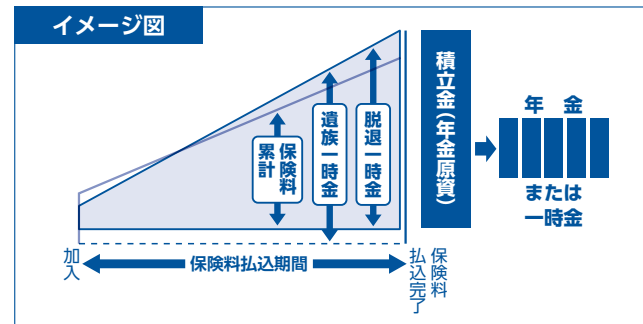 イメージ図
保険料
累計
遺族一時金
脱退一時金
積立金(年金原資)
年 金
または
一時金
加入
保険料払込期間
保険料
払込完了